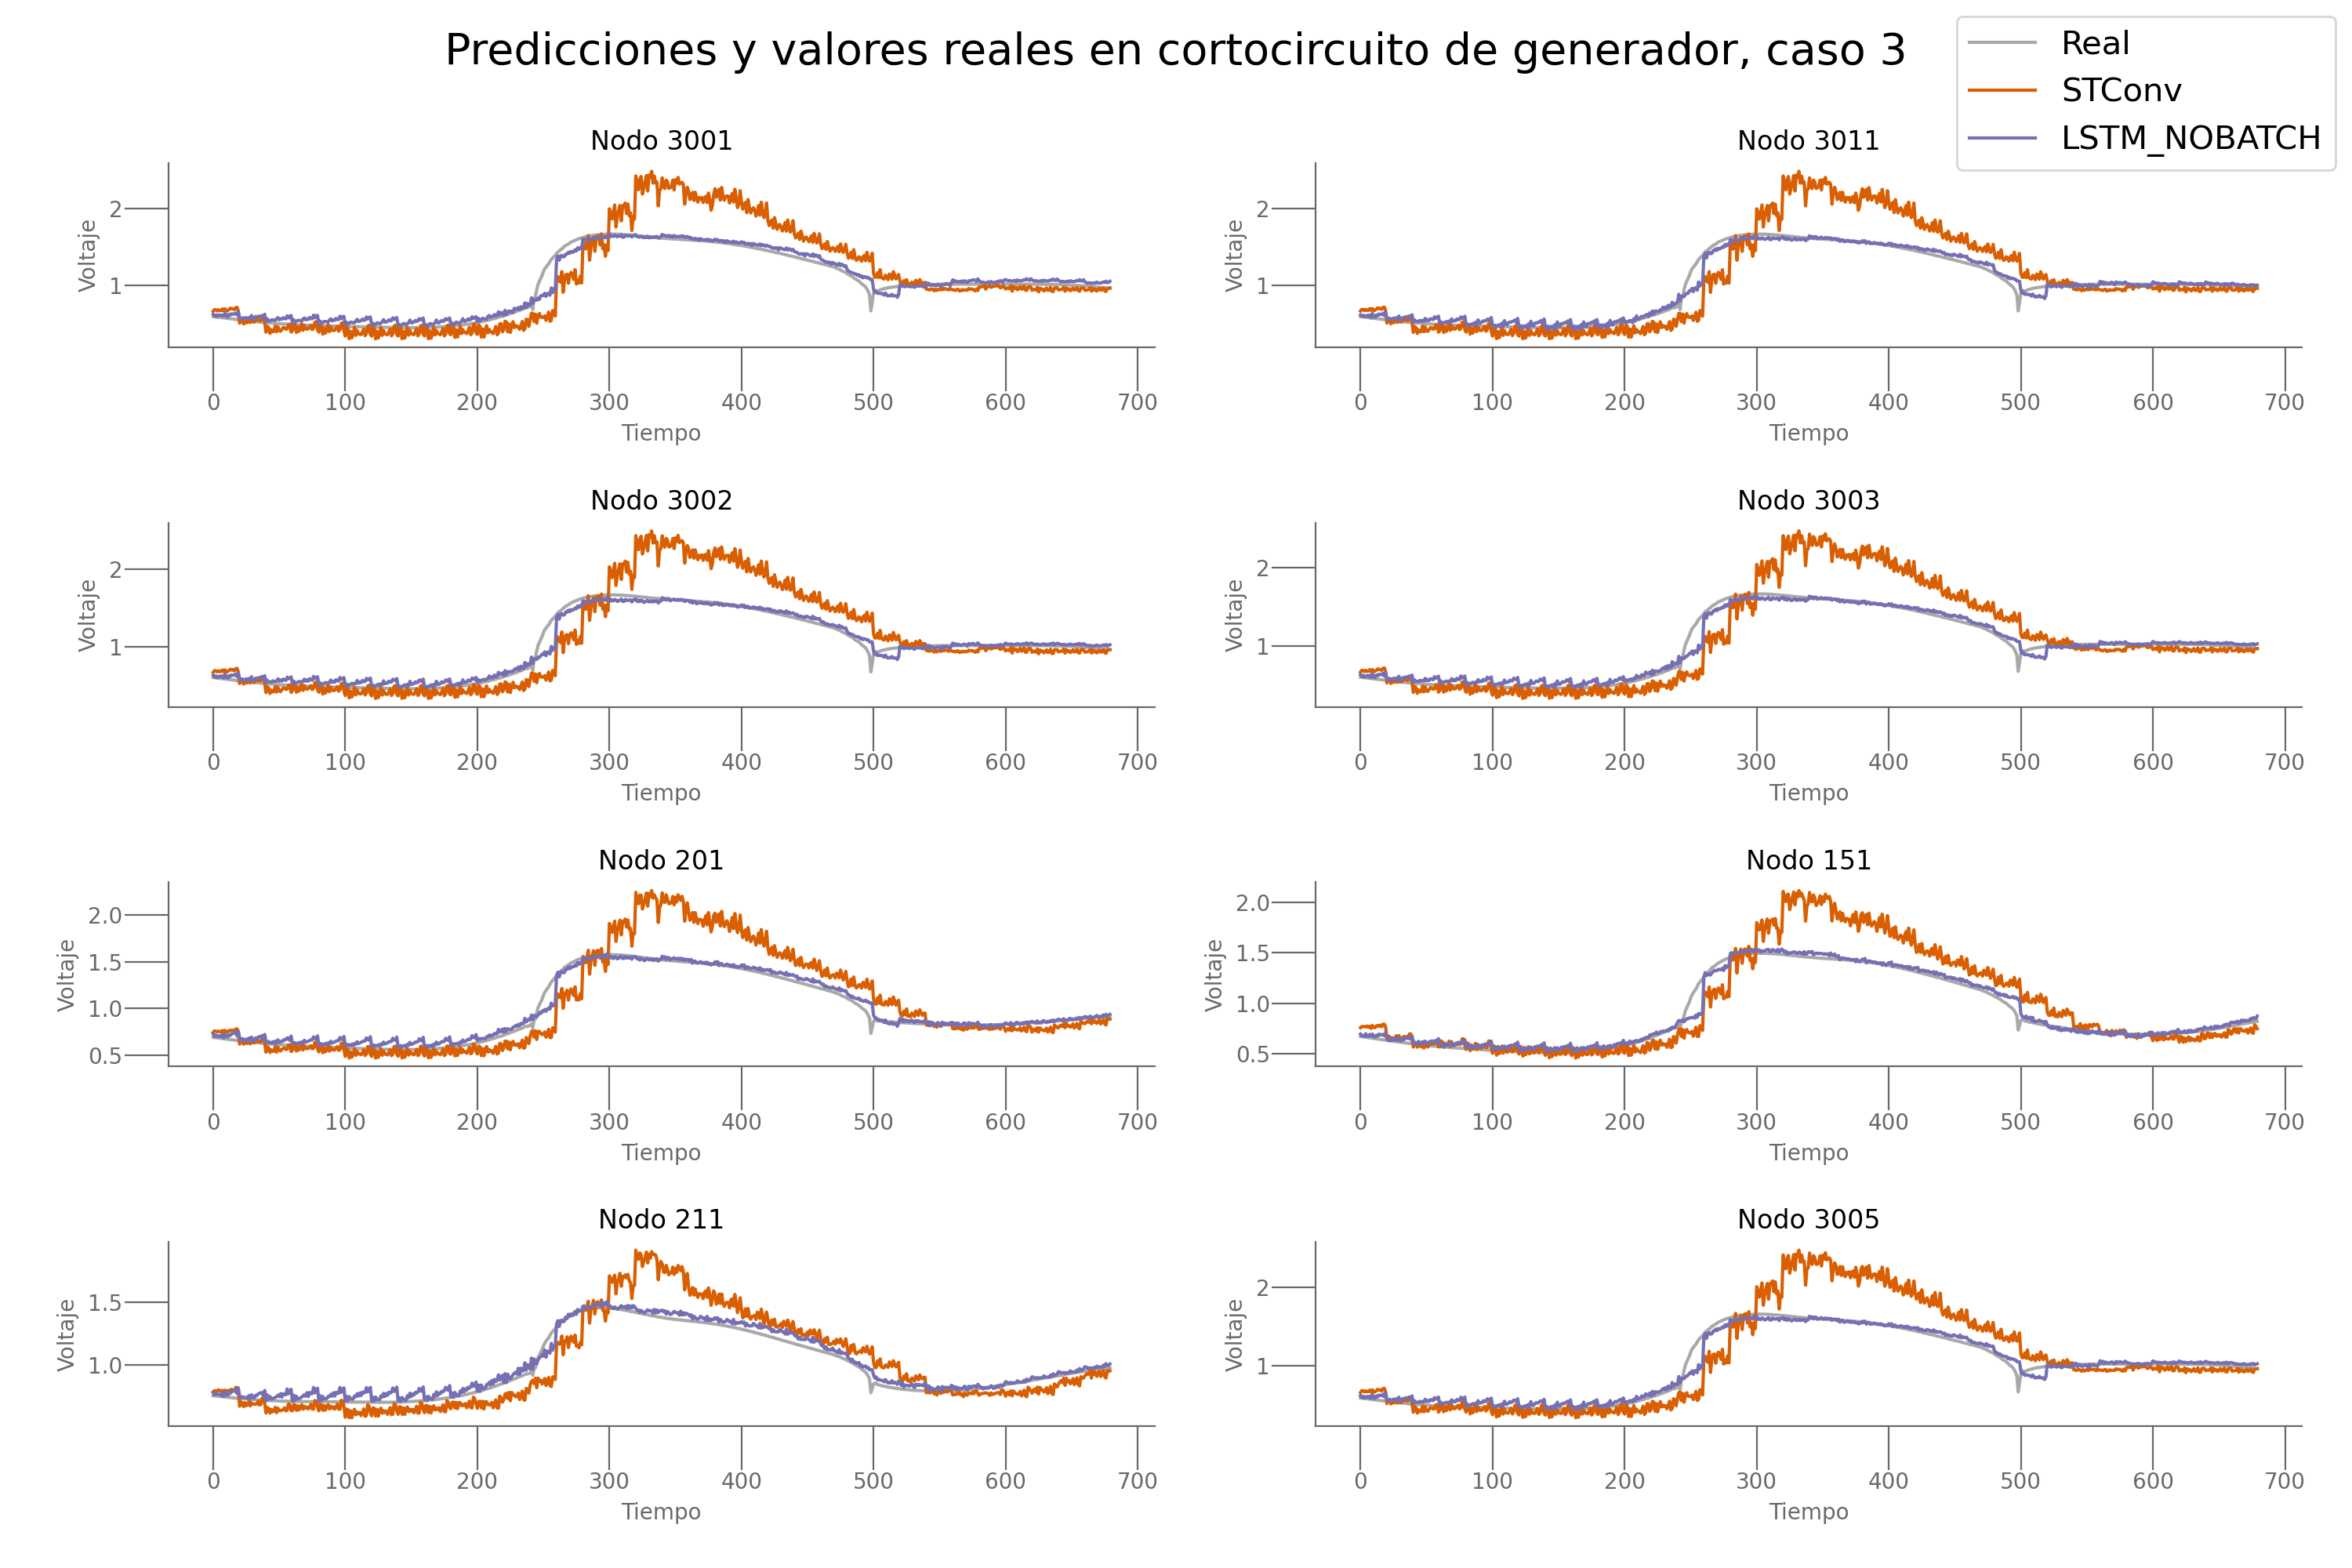 Predicciones y valores reales en cortocircuito de generador, caso 3
Real
STConv
LSTM_NOBATCH
Nodo 3001
Voltaje
2
1
0 100 200 300 400 500 600 700
Tiempo
Nodo 3011
Voltaje
2
1
0 100 200 300 400 500 600 700
Tiempo
Nodo 3002
Voltaje
2
1
0 100 200 300 400 500 600 700
Tiempo
Nodo 3003
Voltaje
2
1
0 100 200 300 400 500 600 700
Tiempo
Nodo 201
Voltaje
2.0
1.5
1.0
0.5
0 100 200 300 400 500 600 700
Tiempo
Nodo 151
Voltaje
2.0
1.5
1.0
0.5
0 100 200 300 400 500 600 700
Tiempo
Nodo 211
Voltaje
1.5
1.0
0 100 200 300 400 500 600 700
Tiempo
Nodo 3005
Voltaje
2
1
0 100 200 300 400 500 600 700
Tiempo